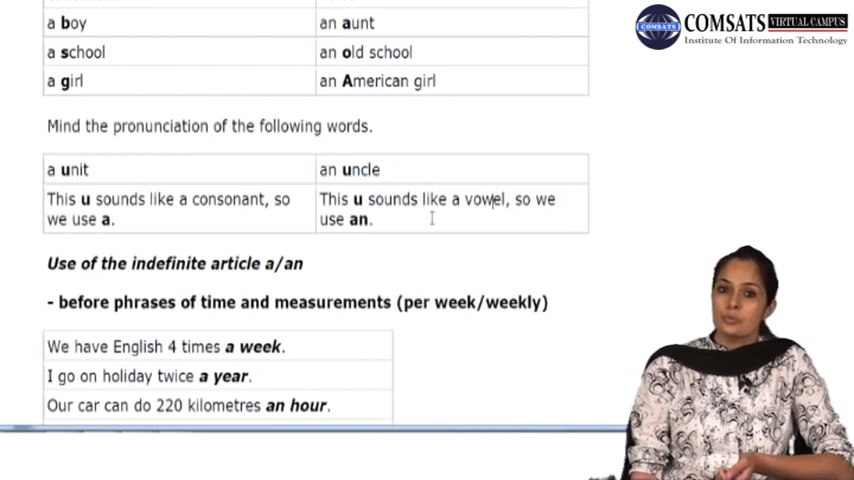 COMSATS VIRTUAL CAMPUS
COMSATS
Institute Of Information Technology
a boy an aunt
a school an old school
a girl an American girl
Mind the pronunciation of the following words.
a unit an uncle
This u sounds like a consonant, so This u sounds like a vowel, so we
we use a. use an.
Use of the indefinite article a/an
- before phrases of time and measurements (per week/weekly)
We have English 4 times a week.
I go on holiday twice a year.
Our car can do 220 kilometres an hour.